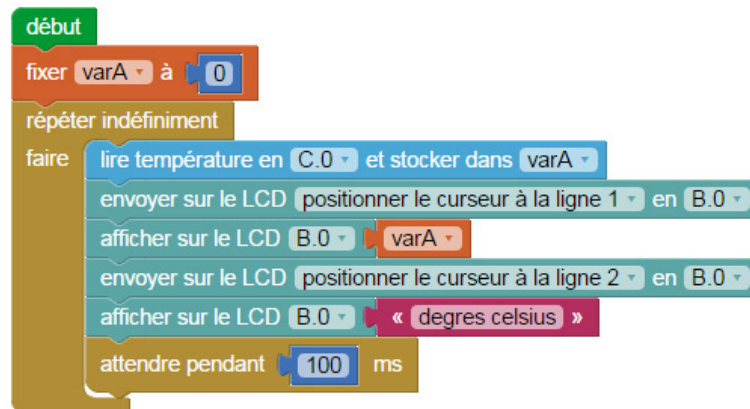 début
fixer varA à 0
répéter indéfiniment
faire lire température en C.0 et stocker dans varA
envoyer sur le LCD positionner le curseur à la ligne 1 en B.0
afficher sur le LCD B.0 varA
envoyer sur le LCD positionner le curseur à la ligne 2 en B.0
afficher sur le LCD B.0 « degres celsius »
attendre pendant 100 ms